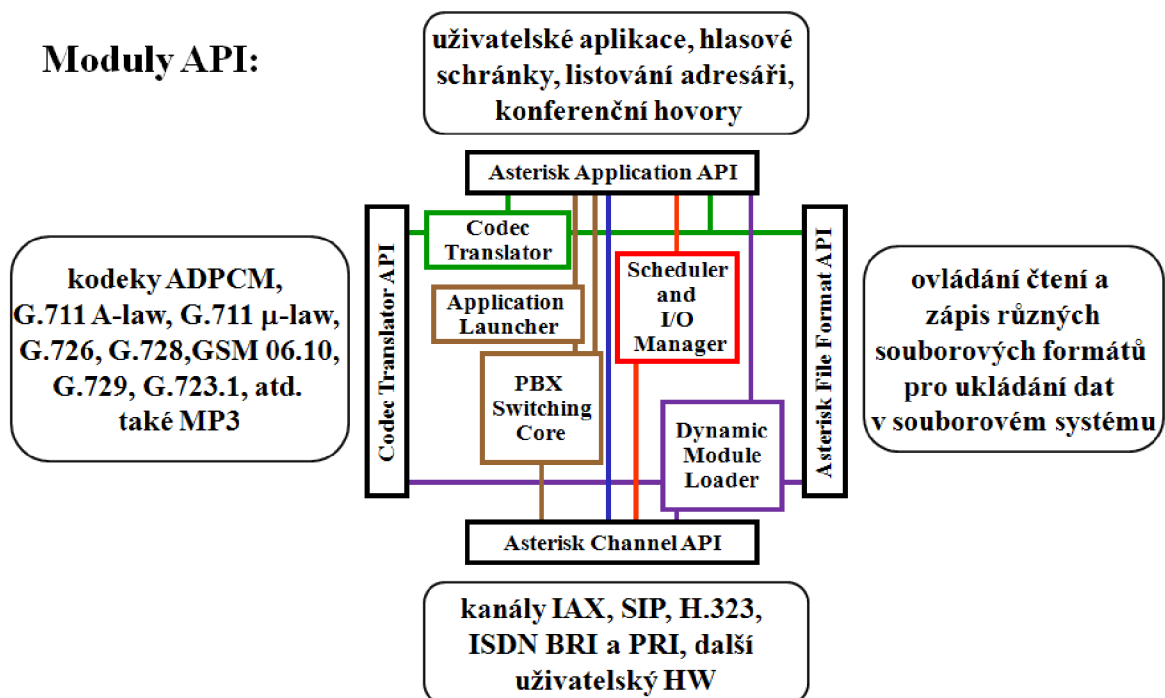 Moduly API:
uživatelské aplikace, hlasové
schránky, listování adresáři,
konferenční hovory
Asterisk Application API
Codec Translator API
kodeky ADPCM,
G.711 A-law, G.711 μ-law,
G.726, G.728,GSM 06.10,
G.729, G.723.1, atd.
také MP3
Codec
Translator
Application
Launcher
PBX
Switching
Core
Scheduler
and
I/O
Manager
Dynamic
Module
Loader
Asterisk File Format API
ovládání čtení a
zápis různých
souborových formátů
pro ukládání dat
v souborovém systému
Asterisk Channel API
kanály IAX, SIP, H.323,
ISDN BRI a PRI, další
uživatelský HW